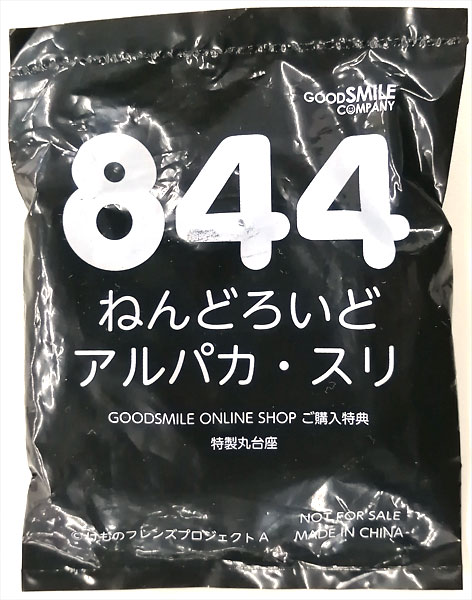 GOODSMILE
COMPANY
844
ねんどろいど
アルパカ・スリ
GOODSMILE ONLINE SHOP ご購入特典
特製丸台座
NOT FOR SALE
©けものフレンズプロジェクトA
MADE IN CHINA